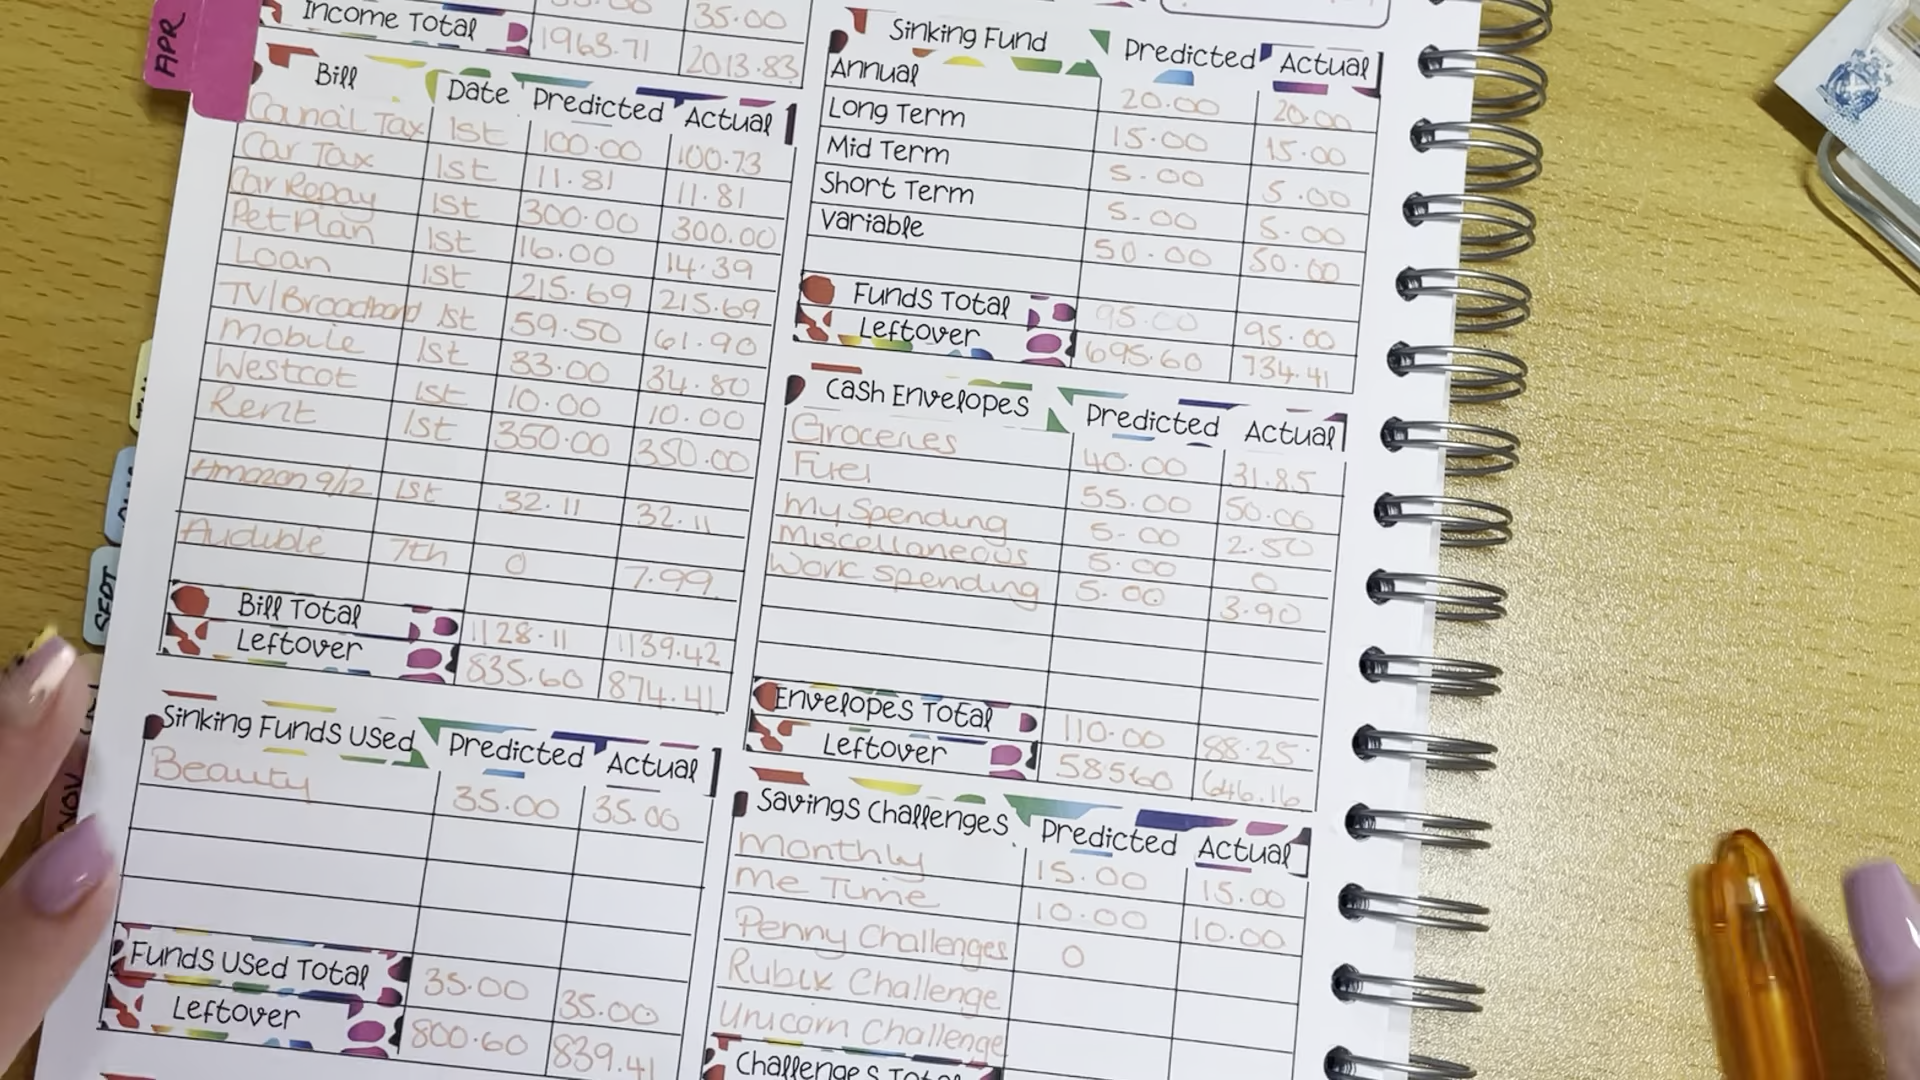 APR
Income Total 1963.71 2013.83
35.00
Bill Date Predicted Actual
Council Tax 1st 100.00 100.73
Car Tax 1st 11.81 11.81
Car Repay 1st 300.00 300.00
Pet Plan 1st 16.00 14.39
Loan 1st 215.69 215.69
TV/Broadband 1st 59.50 61.90
Mobile 1st 33.00 34.80
Westcot 1st 10.00 10.00
Rent 1st 350.00 350.00
Amazon 9/12 1st 32.11 32.11
Audible 7th 0 7.99
Bill Total 1128.11 1139.42
Leftover 835.60 874.41
Sinking Funds Used Predicted Actual
Beauty 35.00 35.00
Funds Used Total 35.00 35.00
Leftover 800.60 839.41
Sinking Fund Predicted Actual
Annual 20.00 20.00
Long Term 15.00 15.00
Mid Term 5.00 5.00
Short Term 5.00 5.00
Variable 50.00 50.00
Funds Total 95.00 95.00
Leftover 695.60 734.41
Cash Envelopes Predicted Actual
Groceries 40.00 31.85
Fuel 55.00 50.00
My Spending 5.00 2.50
Miscellaneous 5.00 0
Work Spending 5.00 3.90
Envelopes Total 110.00 88.25
Leftover 585.60 646.16
Savings Challenges Predicted Actual
Monthly 15.00 15.00
Me Time 10.00 10.00
Penny Challenges 0
Rubix Challenge
Unicorn Challenge
Challenges Total
SEPT
NOV